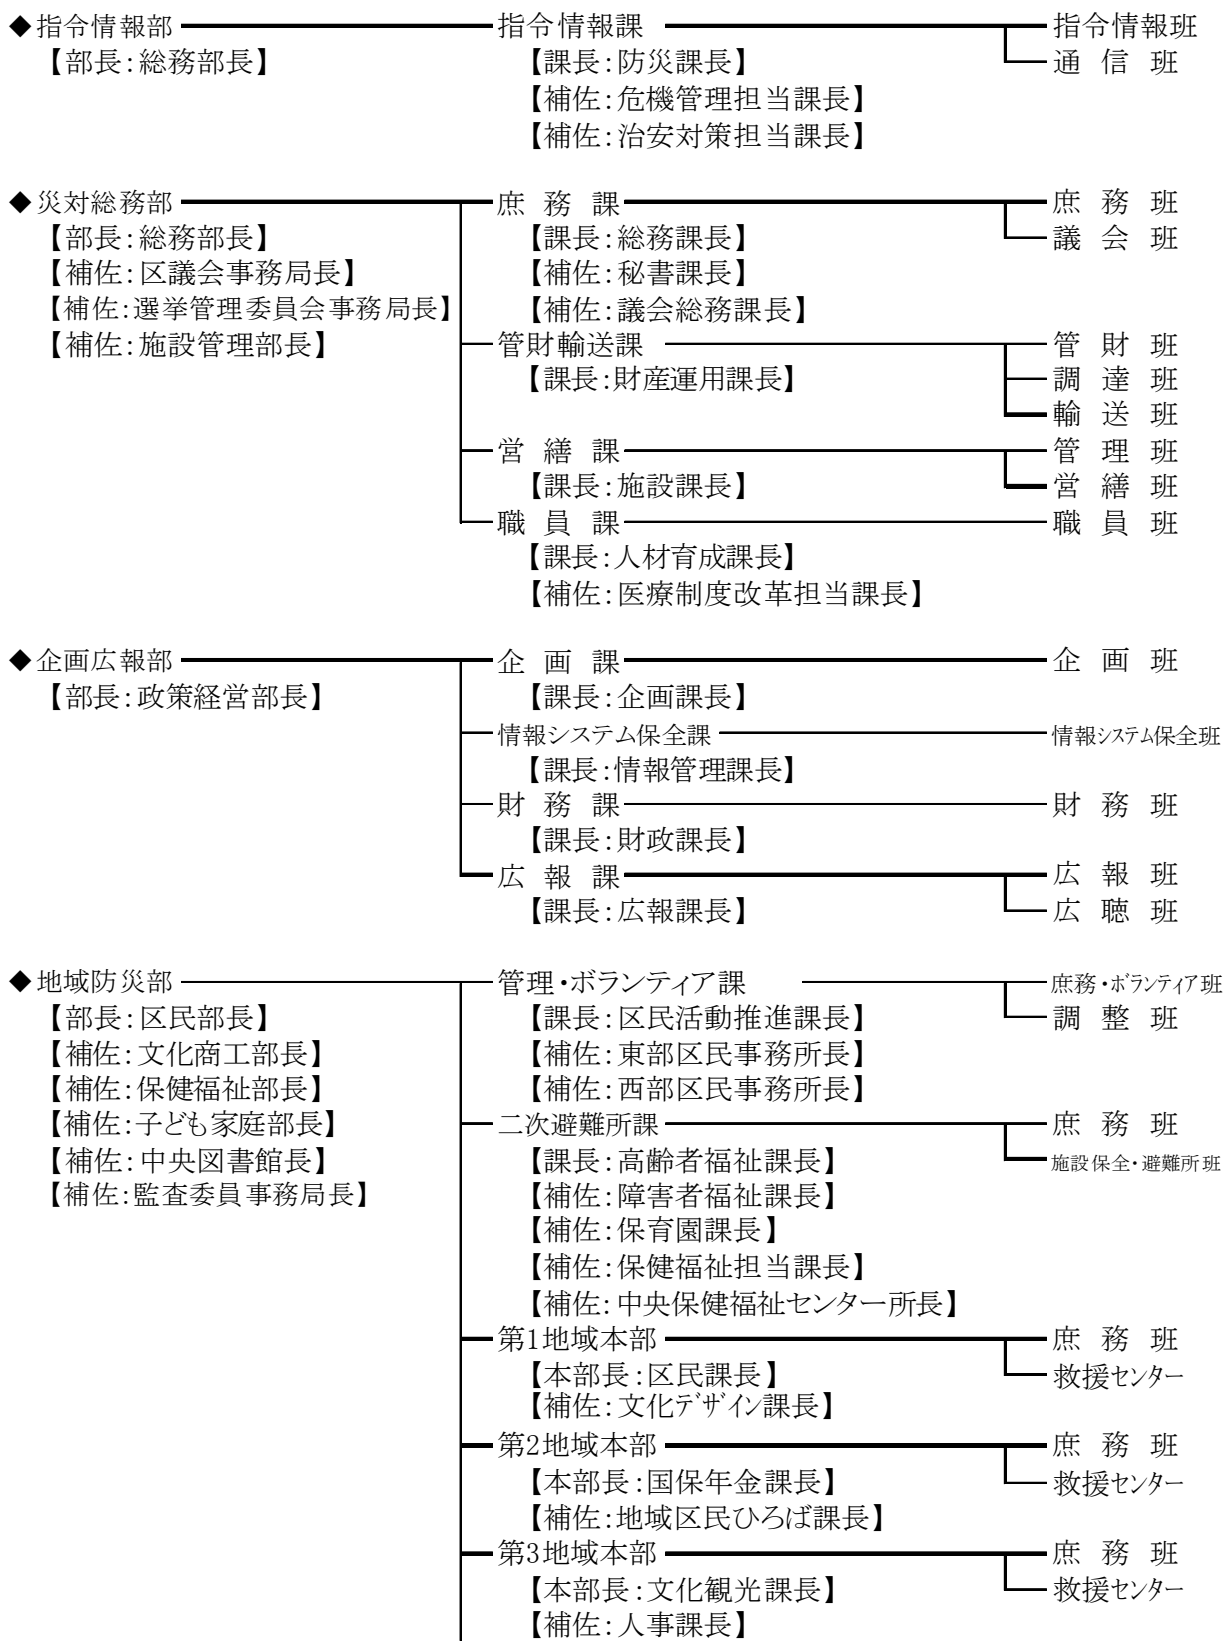 ◆指令情報部 指令情報課 指令情報班
【部長：総務部長】 【課長：防災課長】 通信班
【補佐：危機管理担当課長】
【補佐：治安対策担当課長】
◆災対総務部 庶務課 庶務班
【部長：総務部長】 【課長：総務課長】 議会班
【補佐：区議会事務局長】 【補佐：秘書課長】
【補佐：選挙管理委員会事務局長】 【補佐：議会総務課長】
【補佐：施設管理部長】 管財輸送課 管財班
【課長：財産運用課長】 調達班
輸送班
営繕課 管理班
【課長：施設課長】 営繕班
職員課 職員班
【課長：人材育成課長】
【補佐：医療制度改革担当課長】
◆企画広報部 企画課 企画班
【部長：政策経営部長】 【課長：企画課長】
情報システム保全課 情報システム保全班
【課長：情報管理課長】
財務課 財務班
【課長：財政課長】
広報課 広報班
【課長：広報課長】 広聴班
◆地域防災部 管理・ボランティア課 庶務・ボランティア班
【部長：区民部長】 【課長：区民活動推進課長】 調整班
【補佐：文化商工部長】 【補佐：東部区民事務所長】
【補佐：保健福祉部長】 【補佐：西部区民事務所長】
【補佐：子ども家庭部長】 二次避難所課 庶務班
【補佐：中央図書館長】 【課長：高齢者福祉課長】 施設保全・避難所班
【補佐：監査委員事務局長】 【補佐：障害者福祉課長】
【補佐：保育園課長】
【補佐：保健福祉担当課長】
【補佐：中央保健福祉センター所長】
第1地域本部 庶務班
【本部長：区民課長】 救援センター
【補佐：文化デザイン課長】
第2地域本部 庶務班
【本部長：国保年金課長】 救援センター
【補佐：地域区民ひろば課長】
第3地域本部 庶務班
【本部長：文化観光課長】 救援センター
【補佐：人事課長】